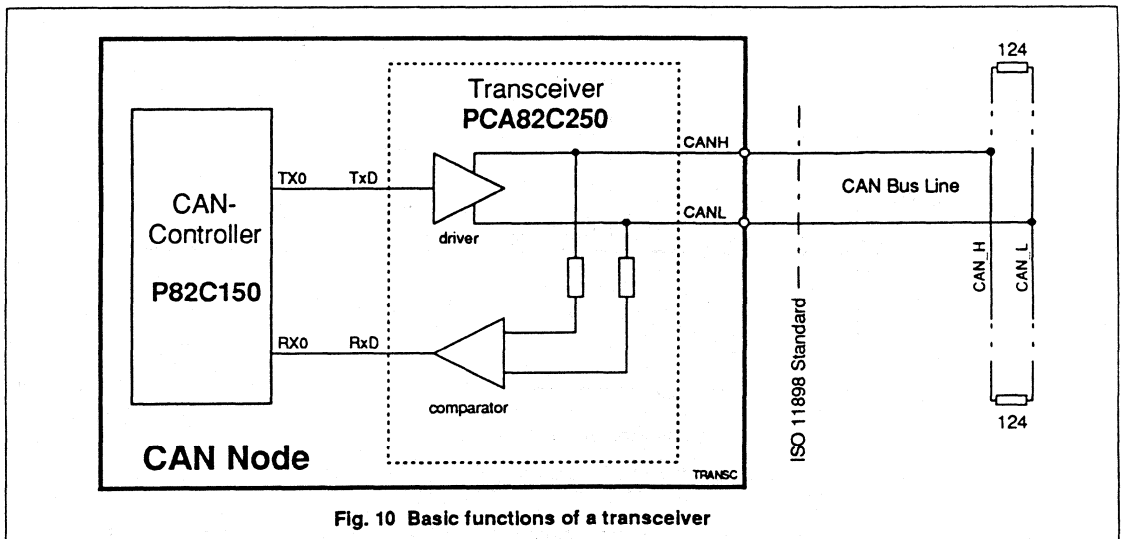 Transceiver
PCA82C250
CAN-
Controller
P82C150
TX0
TxD
driver
CANH
CANL
RX0
RxD
comparator
CAN Node
TRANSC
ISO 11898 Standard
CAN Bus Line
124
CAN_H
CAN_L
124
Fig. 10 Basic functions of a transceiver